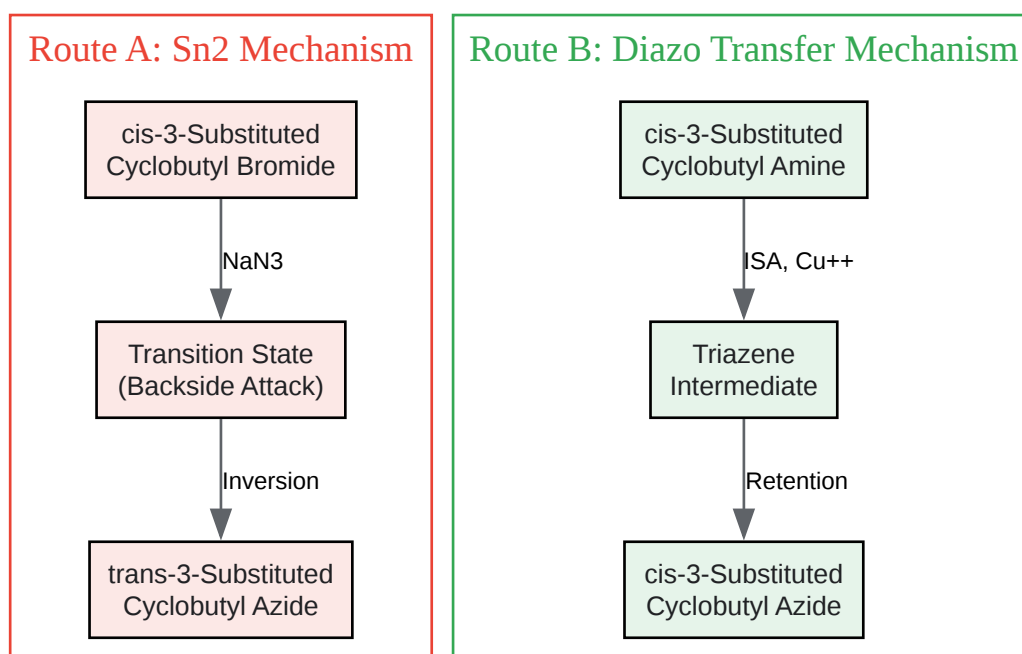 Route A: Sn2 Mechanism
cis-3-Substituted
Cyclobutyl Bromide
NaN3
Transition State
(Backside Attack)
Inversion
trans-3-Substituted
Cyclobutyl Azide
Route B: Diazo Transfer Mechanism
cis-3-Substituted
Cyclobutyl Amine
ISA, Cu++
Triazene
Intermediate
Retention
cis-3-Substituted
Cyclobutyl Azide